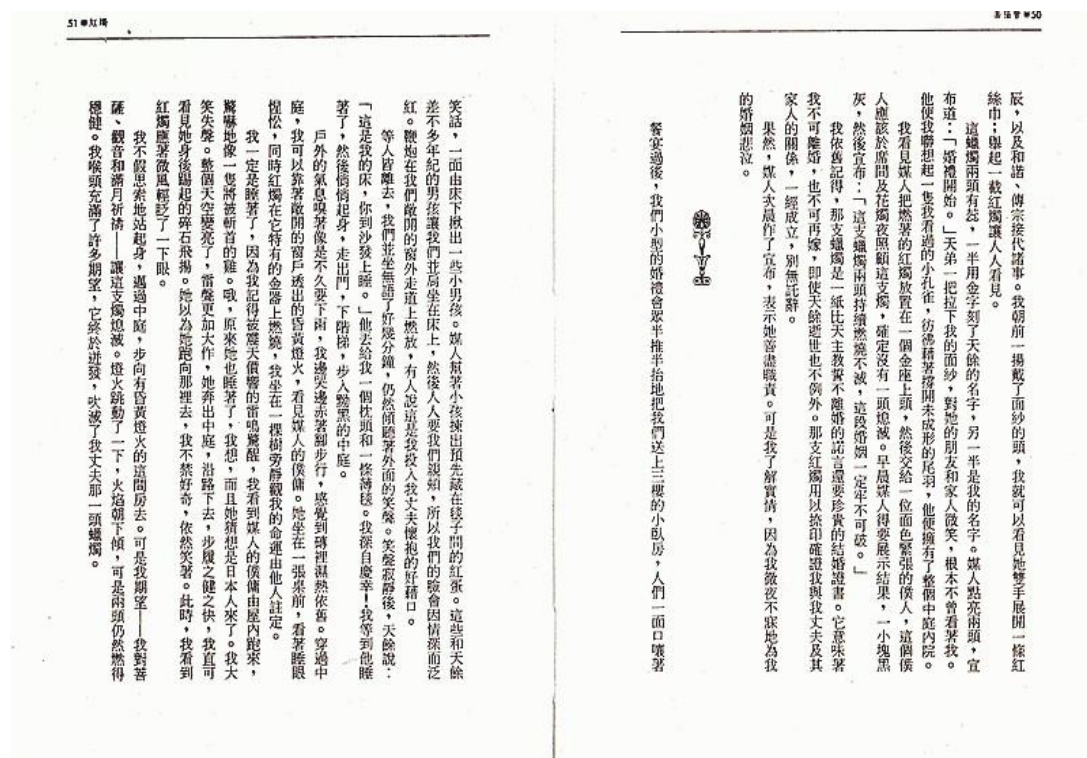 喜福會❋50
辰，以及和諧、傳宗接代諸事。我朝前一揚戴了面紗的頭，我就可以看見她雙手展開一條紅
絲巾；舉起一截紅燭讓人人看見。
這蠟燭兩頭有蕊，一半用金字刻了天餘的名字，另一半是我的名字。媒人點亮兩頭，宣
布道：「婚禮開始。」天弟一把拉下我的面紗，對她的朋友和家人微笑，根本不曾看著我。
他使我聯想起一隻我看過的小孔雀，彷彿藉著撐開未成形的尾羽，他便擁有了整個中庭內院。
我看見媒人把燃著的紅燭放置在一個金座上頭，然後交給一位面色緊張的僕人，這個僕
人應該於席間及花燭夜照顧這支燭，確定沒有一頭熄滅。早晨媒人得要展示結果，一小塊黑
灰，然後宣布：「這支蠟燭兩頭持續燃燒不滅，這段婚姻一定牢不可破。」
我依舊記得，那支蠟燭是一紙比天主教誓不離婚的諾言還要珍貴的結婚證書。它意味著
我不可離婚，也不可再嫁，即使天餘逝世也不例外。那支紅燭用以捺印確證我與我丈夫及其
家人的關係，一經成立，別無託辭。
果然，媒人次晨作了宣布，表示她善盡職責。可是我了解實情，因為我徹夜不寐地為我
的婚姻悲泣。
餐宴過後，我們小型的婚禮會眾半推半抬地把我們送上三樓的小臥房，人們一面口嚷著
51❋紅燭
笑話，一面由床下揪出一些小男孩。媒人幫著小孩揀出預先藏在毯子間的紅蛋。這些和天餘
差不多年紀的男孩讓我們並肩坐在床上，然後人人要我們親頰，所以我們的臉會因情深而泛
紅。鞭炮在我們敞開的窗外走道上燃放，有人說這是我投入我丈夫懷抱的好藉口。
等人皆離去，我們並坐無語了好幾分鐘，仍然傾聽著外面的笑聲。笑聲寂靜後，天餘說：
「這是我的床，你到沙發上睡。」他丟給我一個枕頭和一條薄毯。我深自慶幸！我等到他睡
著了，然後悄悄起身，走出門，下階梯，步入黝黑的中庭。
戶外的氣息嗅著像是不久要下雨，我邊哭邊赤著腳步行，感覺到磚裡濕熱依舊。穿過中
庭，我可以靠著敞開的窗戶透出的昏黃燈火，看見媒人的僕傭。她坐在一張桌前，看著睡眼
惺忪，同時紅燭在它特有的金器上燃燒，我坐在一棵樹旁靜觀我的命運由他人註定。
我一定是睡著了，因為我記得被震天價響的雷鳴驚醒，我看到媒人的僕傭由屋內跑來，
驚嚇地像一隻將被斬首的雞。哦，原來她也睡著了，我想，而且她猜想是日本人來了。我大
笑失聲。整個天空變亮了，雷聲更加大作，她奔出中庭，沿路下去，步履之健之快，我直可
看見她身後踢起的碎石飛揚。她以為她跑向那裡去，我不禁好奇，依然笑著。此時，我看到
紅燭應著微風輕眨了一下眼。
我不假思索地站起身，邁過中庭，步向有昏黃燈火的這間房去。可是我期望——我對菩
薩、觀音和滿月祈禱——讓這支燭熄滅。燈火跳動了一下，火焰朝下傾，可是兩頭仍然燃得
穩健。我喉頭充滿了許多期望，它終於迸發，吹滅了我丈夫那一頭蠟燭。